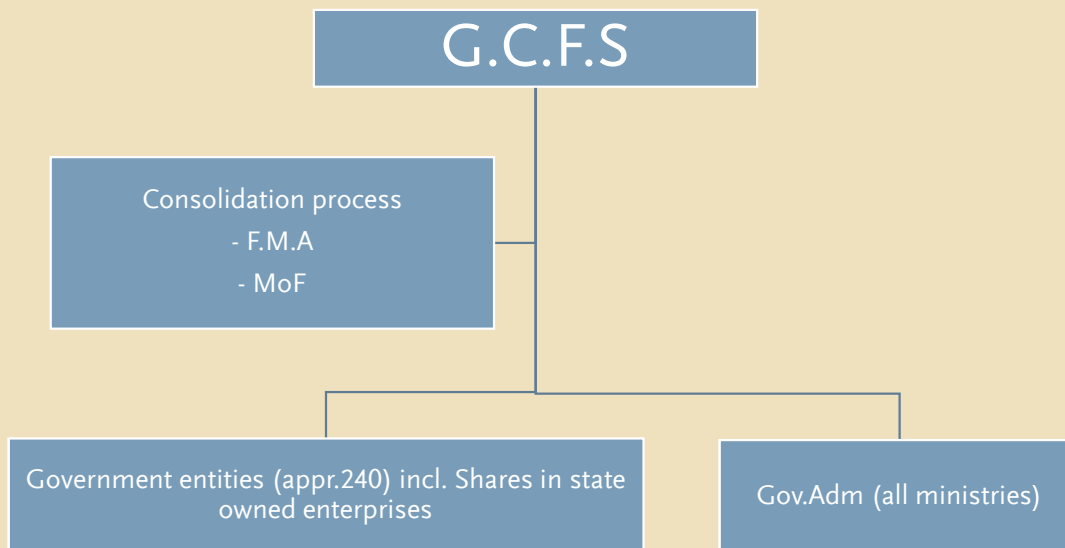 G.C.F.S
Consolidation process
- F.M.A
- MoF
Government entities (appr.240) incl. Shares in state
owned enterprises
Gov.Adm (all ministries)